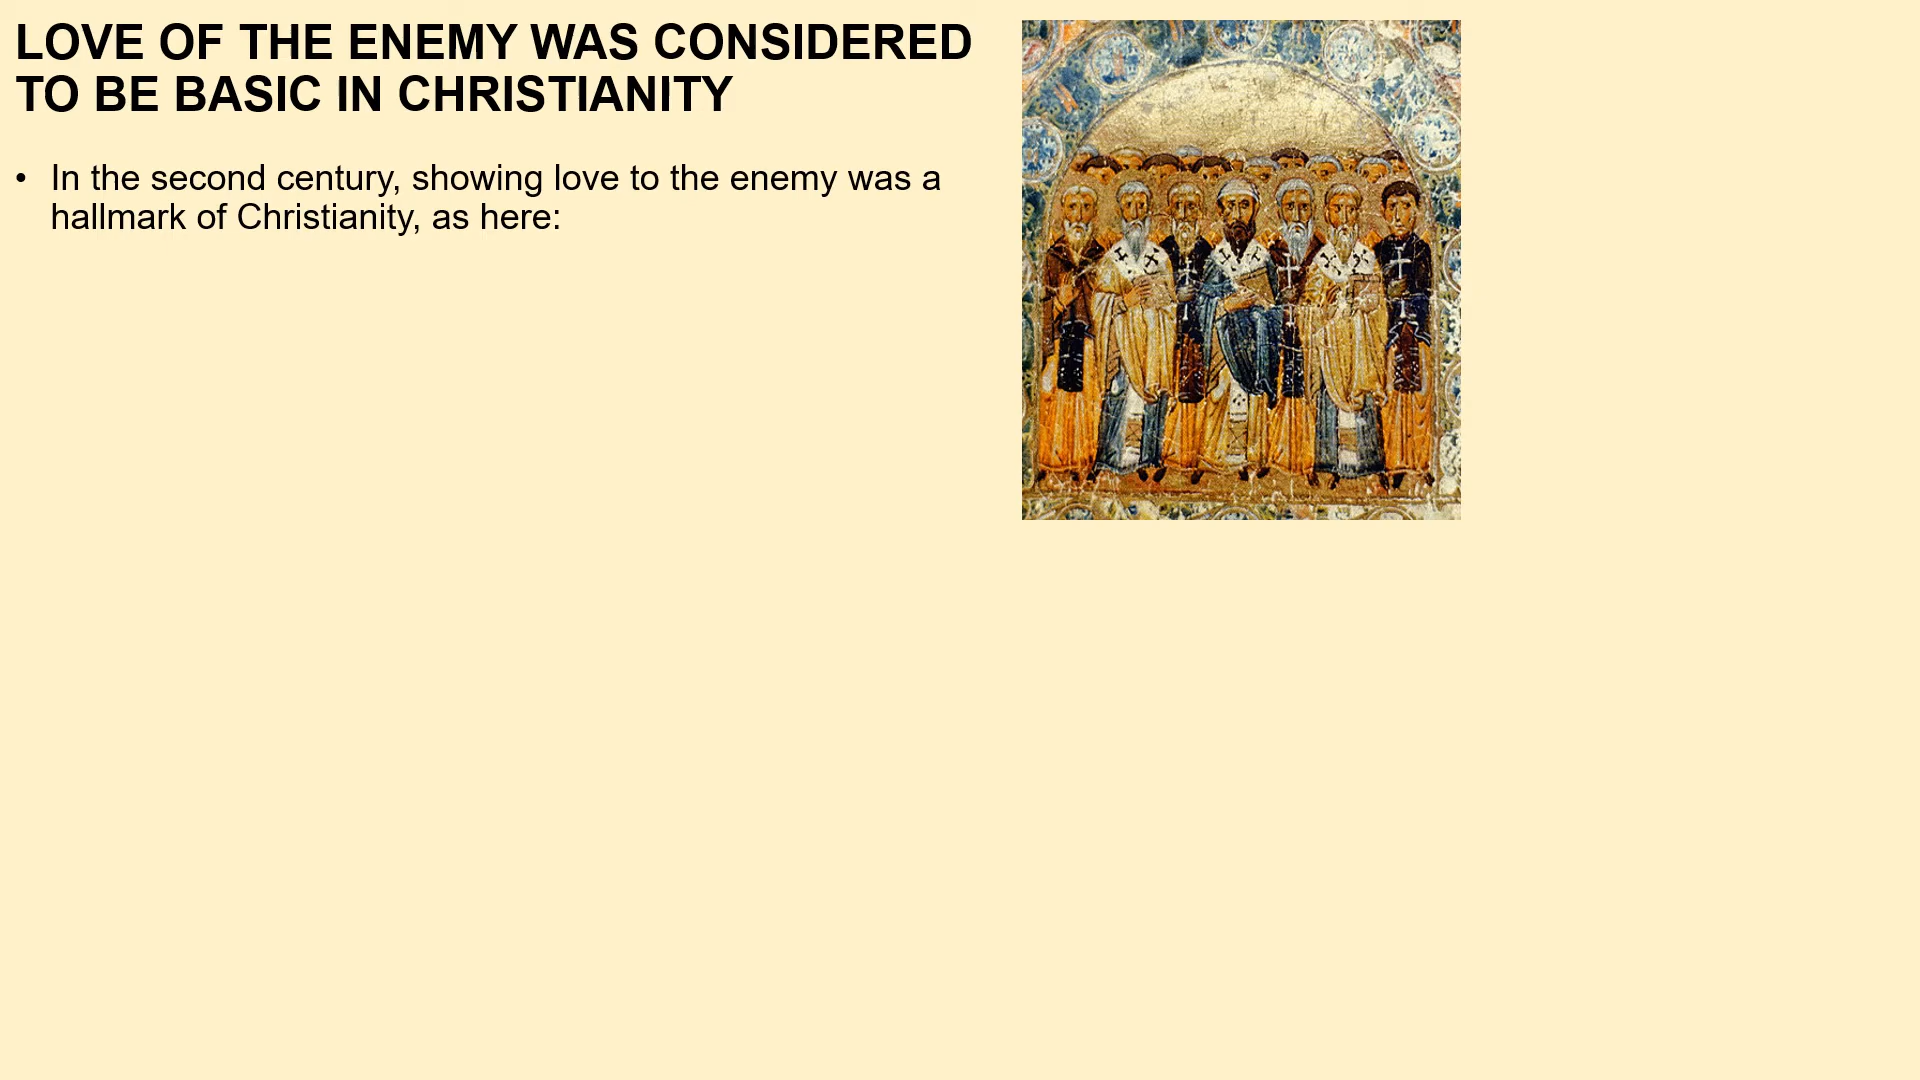 LOVE OF THE ENEMY WAS CONSIDERED
TO BE BASIC IN CHRISTIANITY
• In the second century, showing love to the enemy was a
hallmark of Christianity, as here: